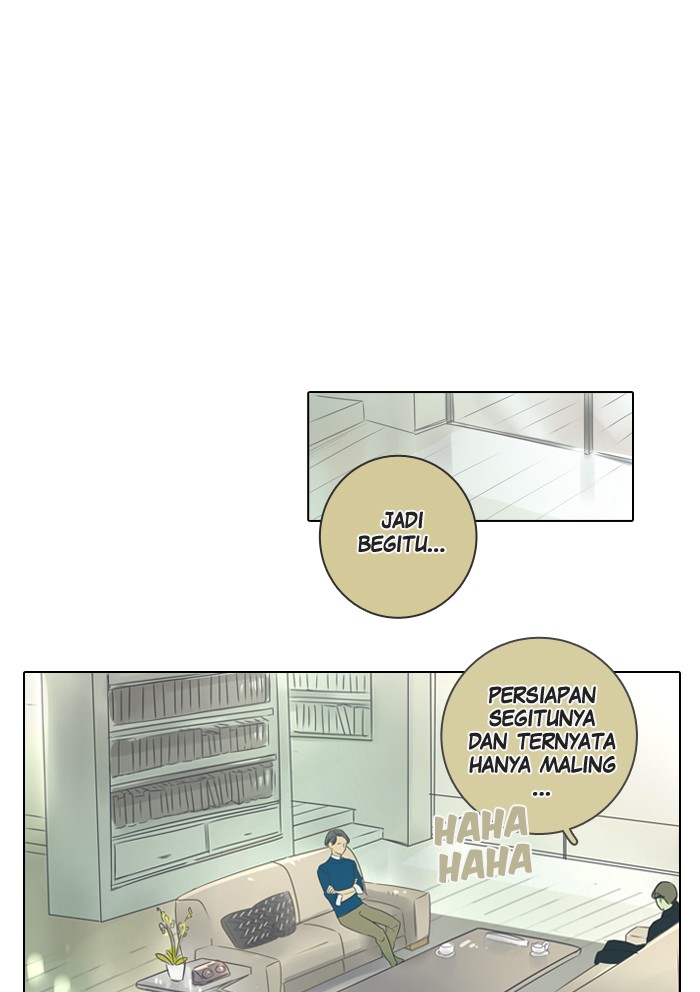 JADI
BEGITU...
PERSIAPAN
SEGITUNYA
DAN TERNYATA
HANYA MALING
...
HAHA
HAHA